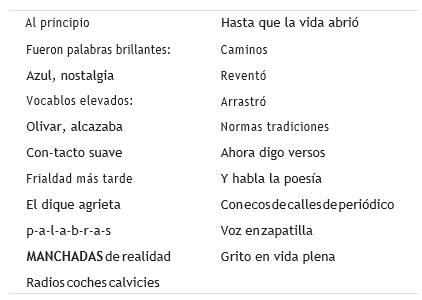 Al principio
Fueron palabras brillantes:
Azul, nostalgia
Vocablos elevados:
Olivar, alcazaba
Con-tacto suave
Frialdad más tarde
El dique agrieta
p-a-l-a-b-r-a-s
MANCHADAS de realidad
Radios coches calvicies
Hasta que la vida abrió
Caminos
Reventó
Arrastró
Normas tradiciones
Ahora digo versos
Y habla la poesía
Con ecos de calles de periódico
Voz en zapatilla
Grito en vida plena